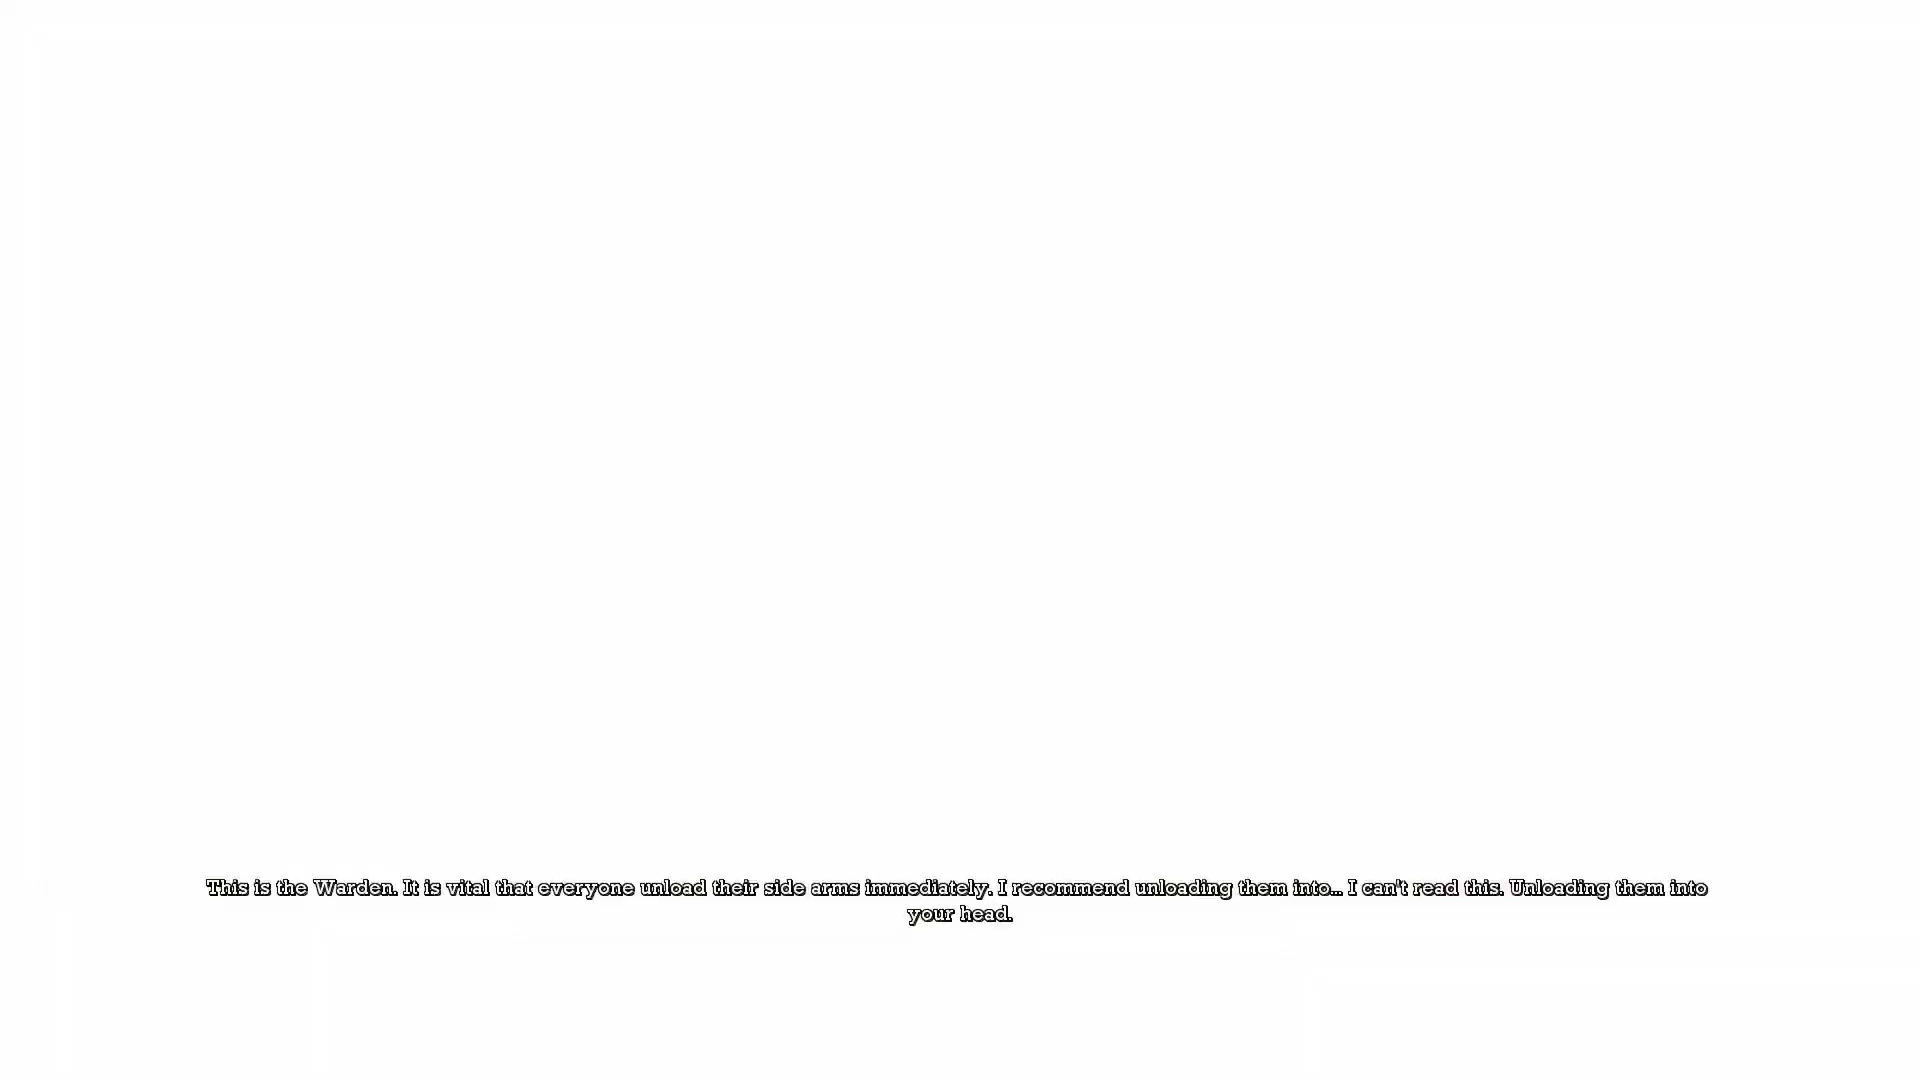 This is the Warden. It is vital that everyone unload their side arms immediately. I recommend unloading them into... I can't read this. Unloading them into
your head.